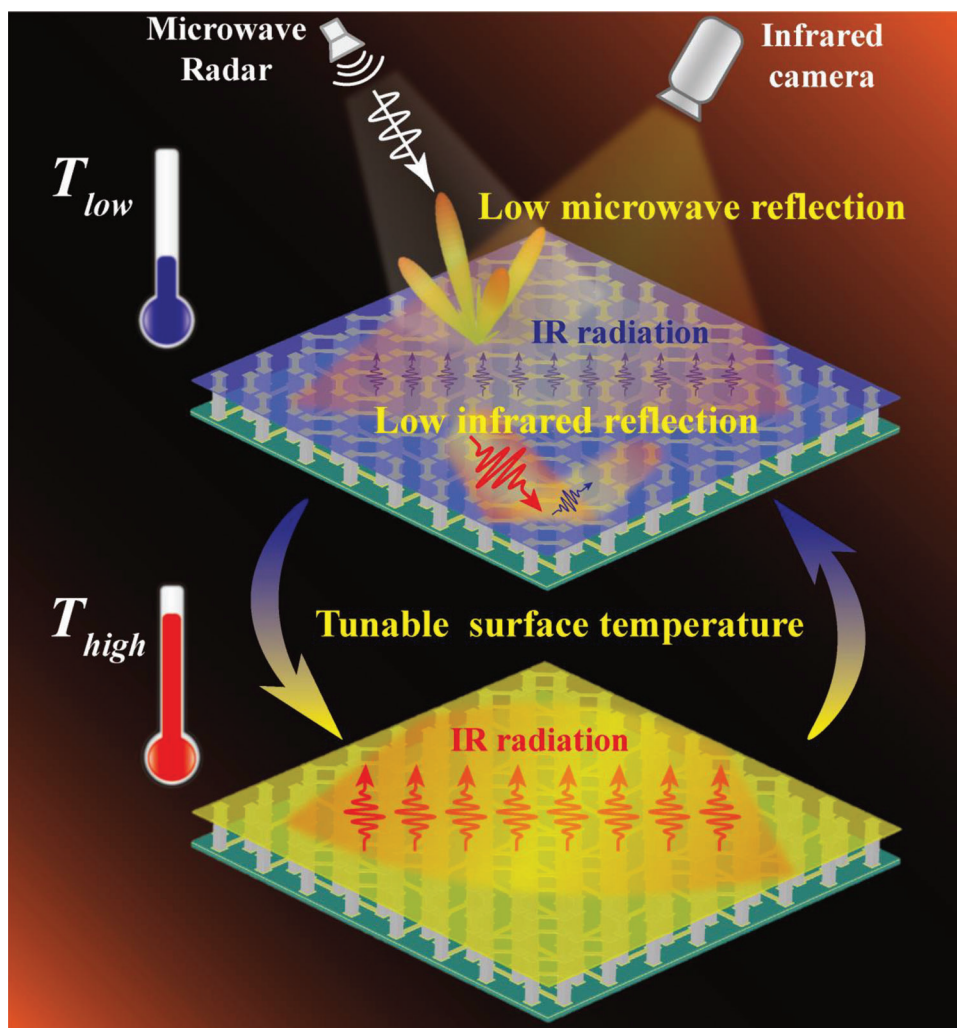 Microwave
Radar
Infrared
camera
T_low
Low microwave reflection
IR radiation
Low infrared reflection
T_high
Tunable surface temperature
IR radiation